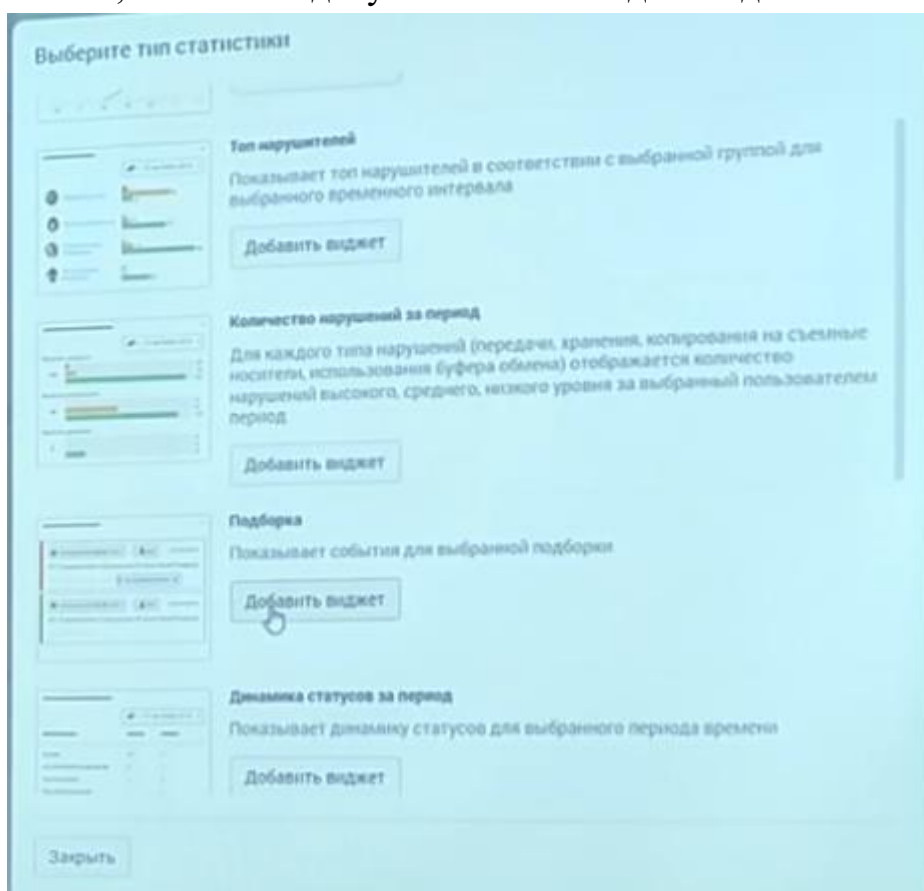 Выберите тип статистики
Топ нарушителей
Показывает топ нарушителей в соответствии с выбранной группой для
выбранного временного интервала
Добавить виджет
Количество нарушений за период
Для каждого типа нарушений (передачи, хранения, копирования на съемные
носители, использования буфера обмена) отображается количество
нарушений высокого, среднего, низкого уровня за выбранный пользователем
период
Добавить виджет
Подборка
Показывает события для выбранной подборки
Добавить виджет
Динамика статусов за период
Показывает динамику статусов для выбранного периода времени
Добавить виджет
Закрыть